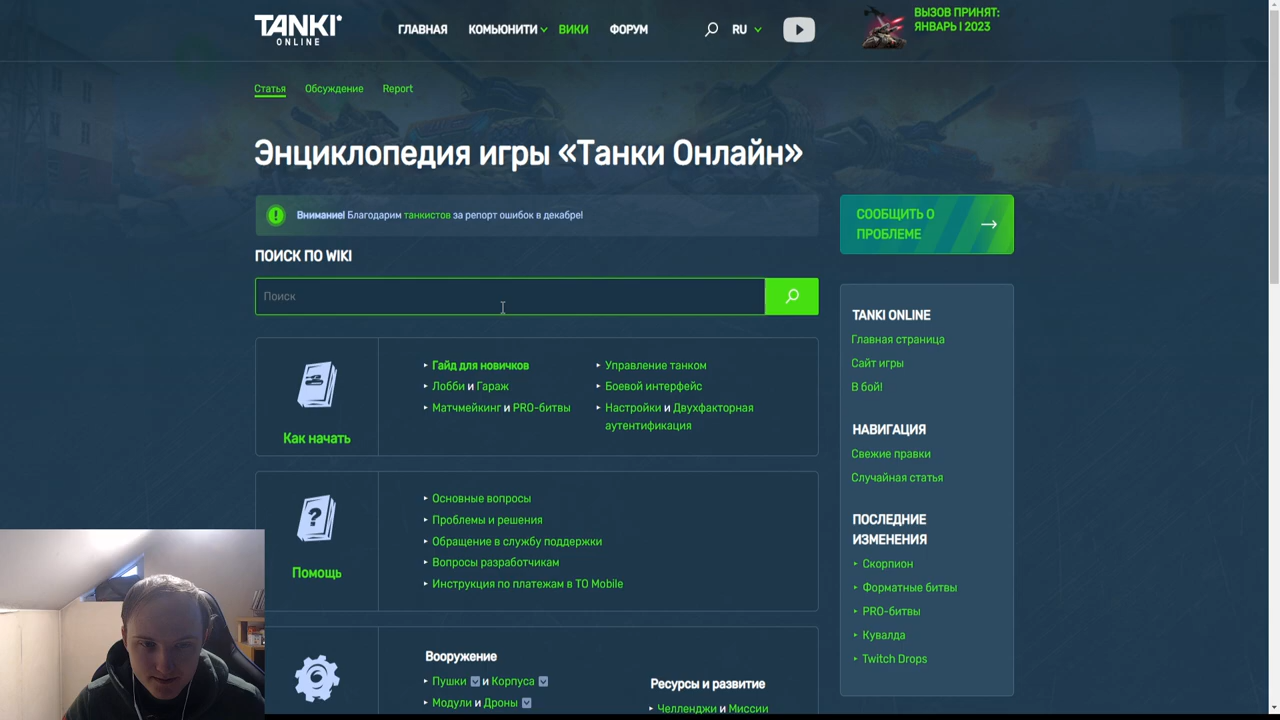 TANKI
ONLINE
ГЛАВНАЯ
КОМЬЮНИТИ
ВИКИ
ФОРУМ
RU
ВЫЗОВ ПРИНЯТ:
ЯНВАРЬ I 2023
Статья
Обсуждение
Report
Энциклопедия игры «Танки Онлайн»
Внимание! Благодарим танкистов за репорт ошибок в декабре!
ПОИСК ПО WIKI
Поиск
Как начать
Гайд для новичков
Лобби и Гараж
Матчмейкинг и PRO-битвы
Управление танком
Боевой интерфейс
Настройки и Двухфакторная
аутентификация
Помощь
Основные вопросы
Проблемы и решения
Обращение в службу поддержки
Вопросы разработчикам
Инструкция по платежам в ТО Mobile
Вооружение
Пушки и Корпуса
Модули и Дроны
Ресурсы и развитие
Челленджи и Миссии
СООБЩИТЬ О
ПРОБЛЕМЕ
TANKI ONLINE
Главная страница
Сайт игры
В бой!
НАВИГАЦИЯ
Свежие правки
Случайная статья
ПОСЛЕДНИЕ
ИЗМЕНЕНИЯ
Скорпион
Форматные битвы
PRO-битвы
Кувалда
Twitch Drops